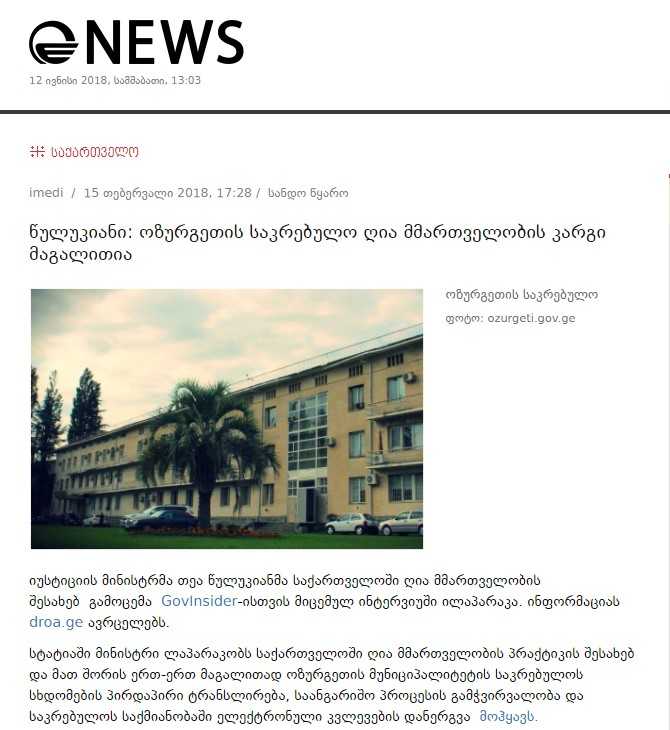 NEWS
12 ივნისი 2018, სამშაბათი, 13:03
საქართველო
imedi / 15 თებერვალი 2018, 17:28 / სანდო წყარო
წულუკიანი: ოზურგეთის საკრებულო ღია მმართველობის კარგი
მაგალითია
ოზურგეთის საკრებულო
ფოტო: ozurgeti.gov.ge
იუსტიციის მინისტრმა თეა წულუკიანმა საქართველოში ღია მმართველობის
შესახებ გამოცემა GovInsider-ისთვის მიცემულ ინტერვიუში ილაპარაკა. ინფორმაციას
droa.ge ავრცელებს.
სტატიაში მინისტრი ლაპარაკობს საქართველოში ღია მმართველობის პრაქტიკის შესახებ
და მათ შორის ერთ-ერთ მაგალითად ოზურგეთის მუნიციპალიტეტის საკრებულოს
სხდომების პირდაპირი ტრანსლირება, საანგარიშო პროცესის გამჭვირვალობა და
საკრებულოს საქმიანობაში ელექტრონული კვლევების დანერგვა მოჰყავს.